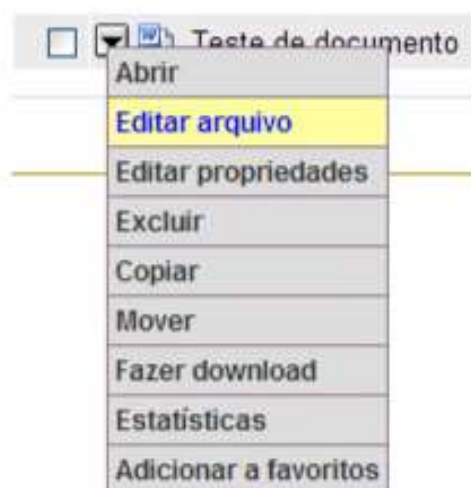 Teste de documento
Abrir
Editar arquivo
Editar propriedades
Excluir
Copiar
Mover
Fazer download
Estatísticas
Adicionar a favoritos